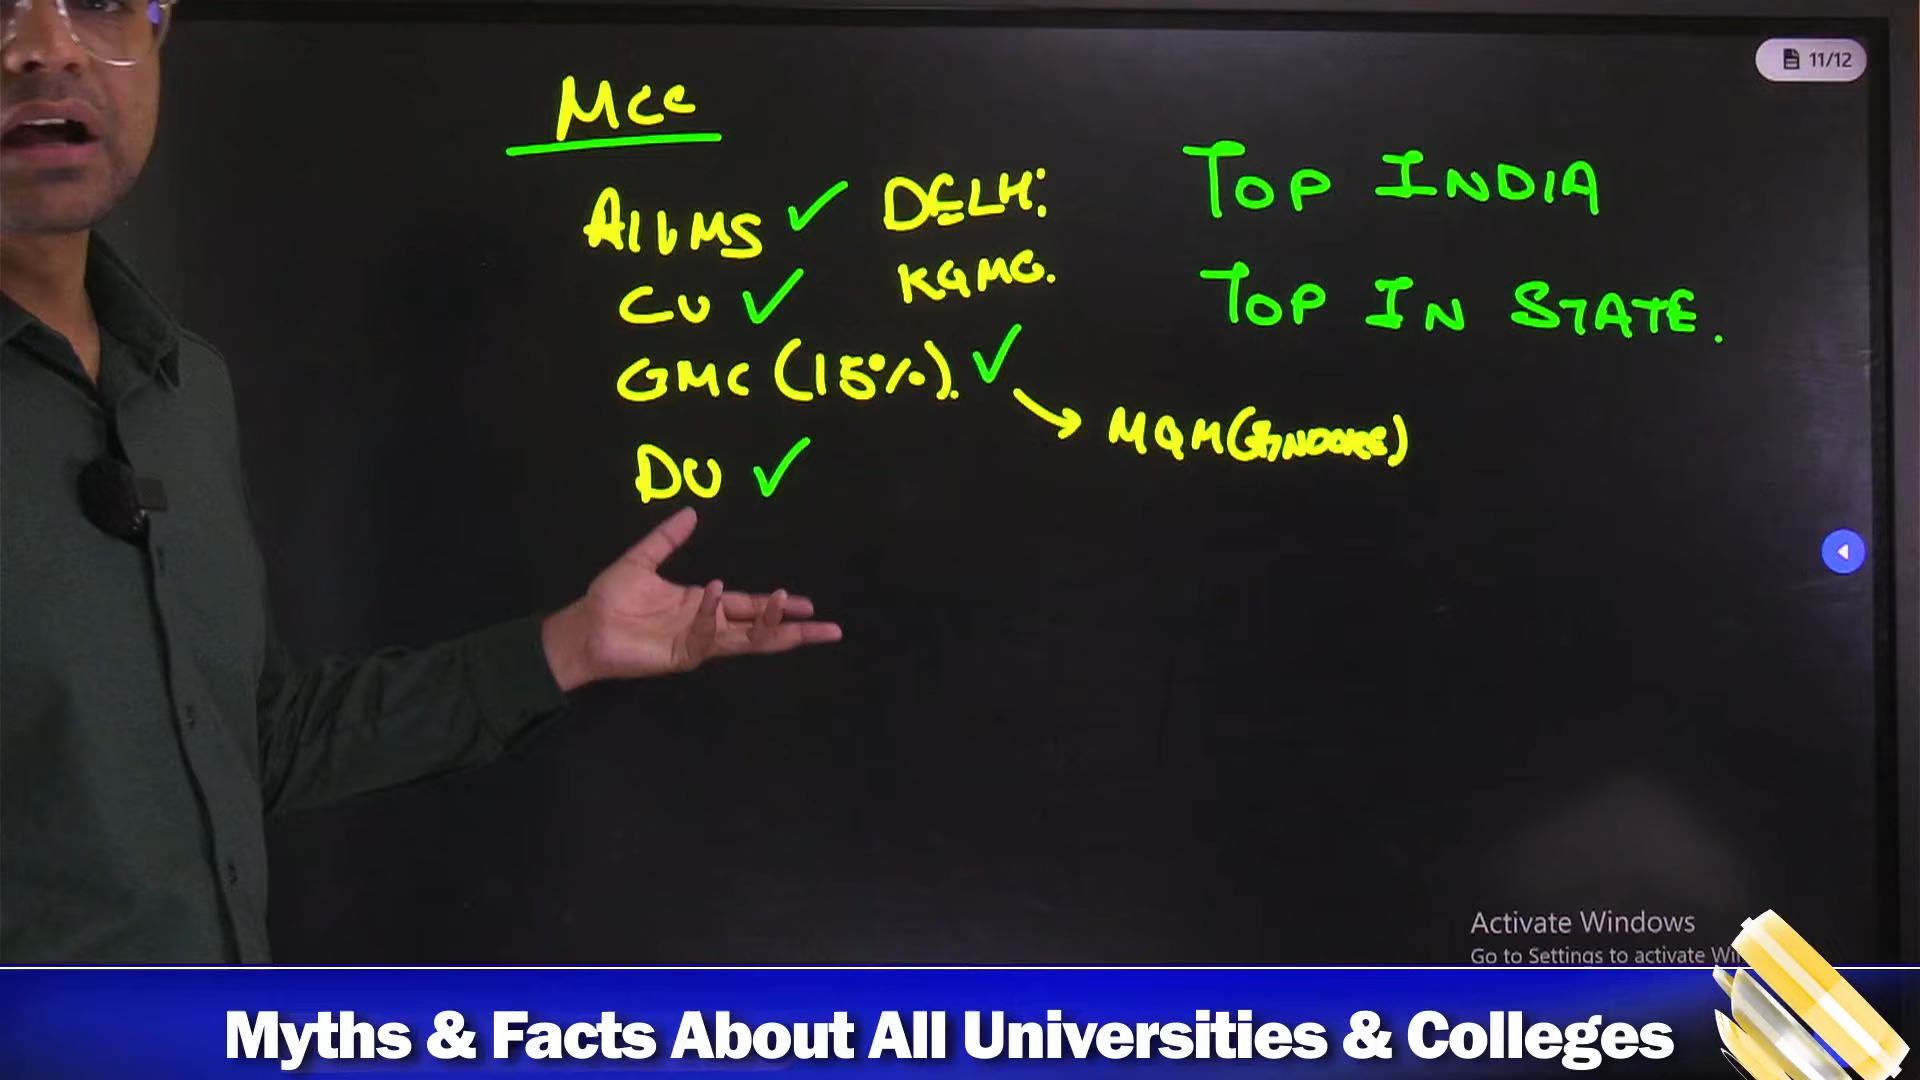 11/12
MCC
AIIMS ✓ DELHI
KGMC.
CU ✓
GMC (15%). ✓
→ MGM (INDORE)
DU ✓
TOP INDIA
TOP IN STATE.
Activate Windows
Go to Settings to activate Wi
Myths & Facts About All Universities & Colleges